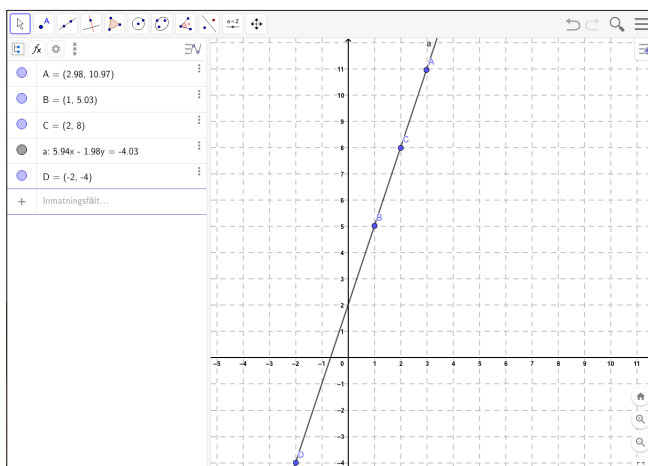 a=2
A = (2.98, 10.97)
B = (1, 5.03)
C = (2, 8)
a: 5.94x - 1.98y = -4.03
D = (-2, -4)
+ Inmatningsfält...
a
A
11
10
9
C
8
7
6
B
5
4
3
2
1
-5 -4 -3 -2 -1 0 1 2 3 4 5 6 7 8 9 10 11
-1
-2
-3
D
-4